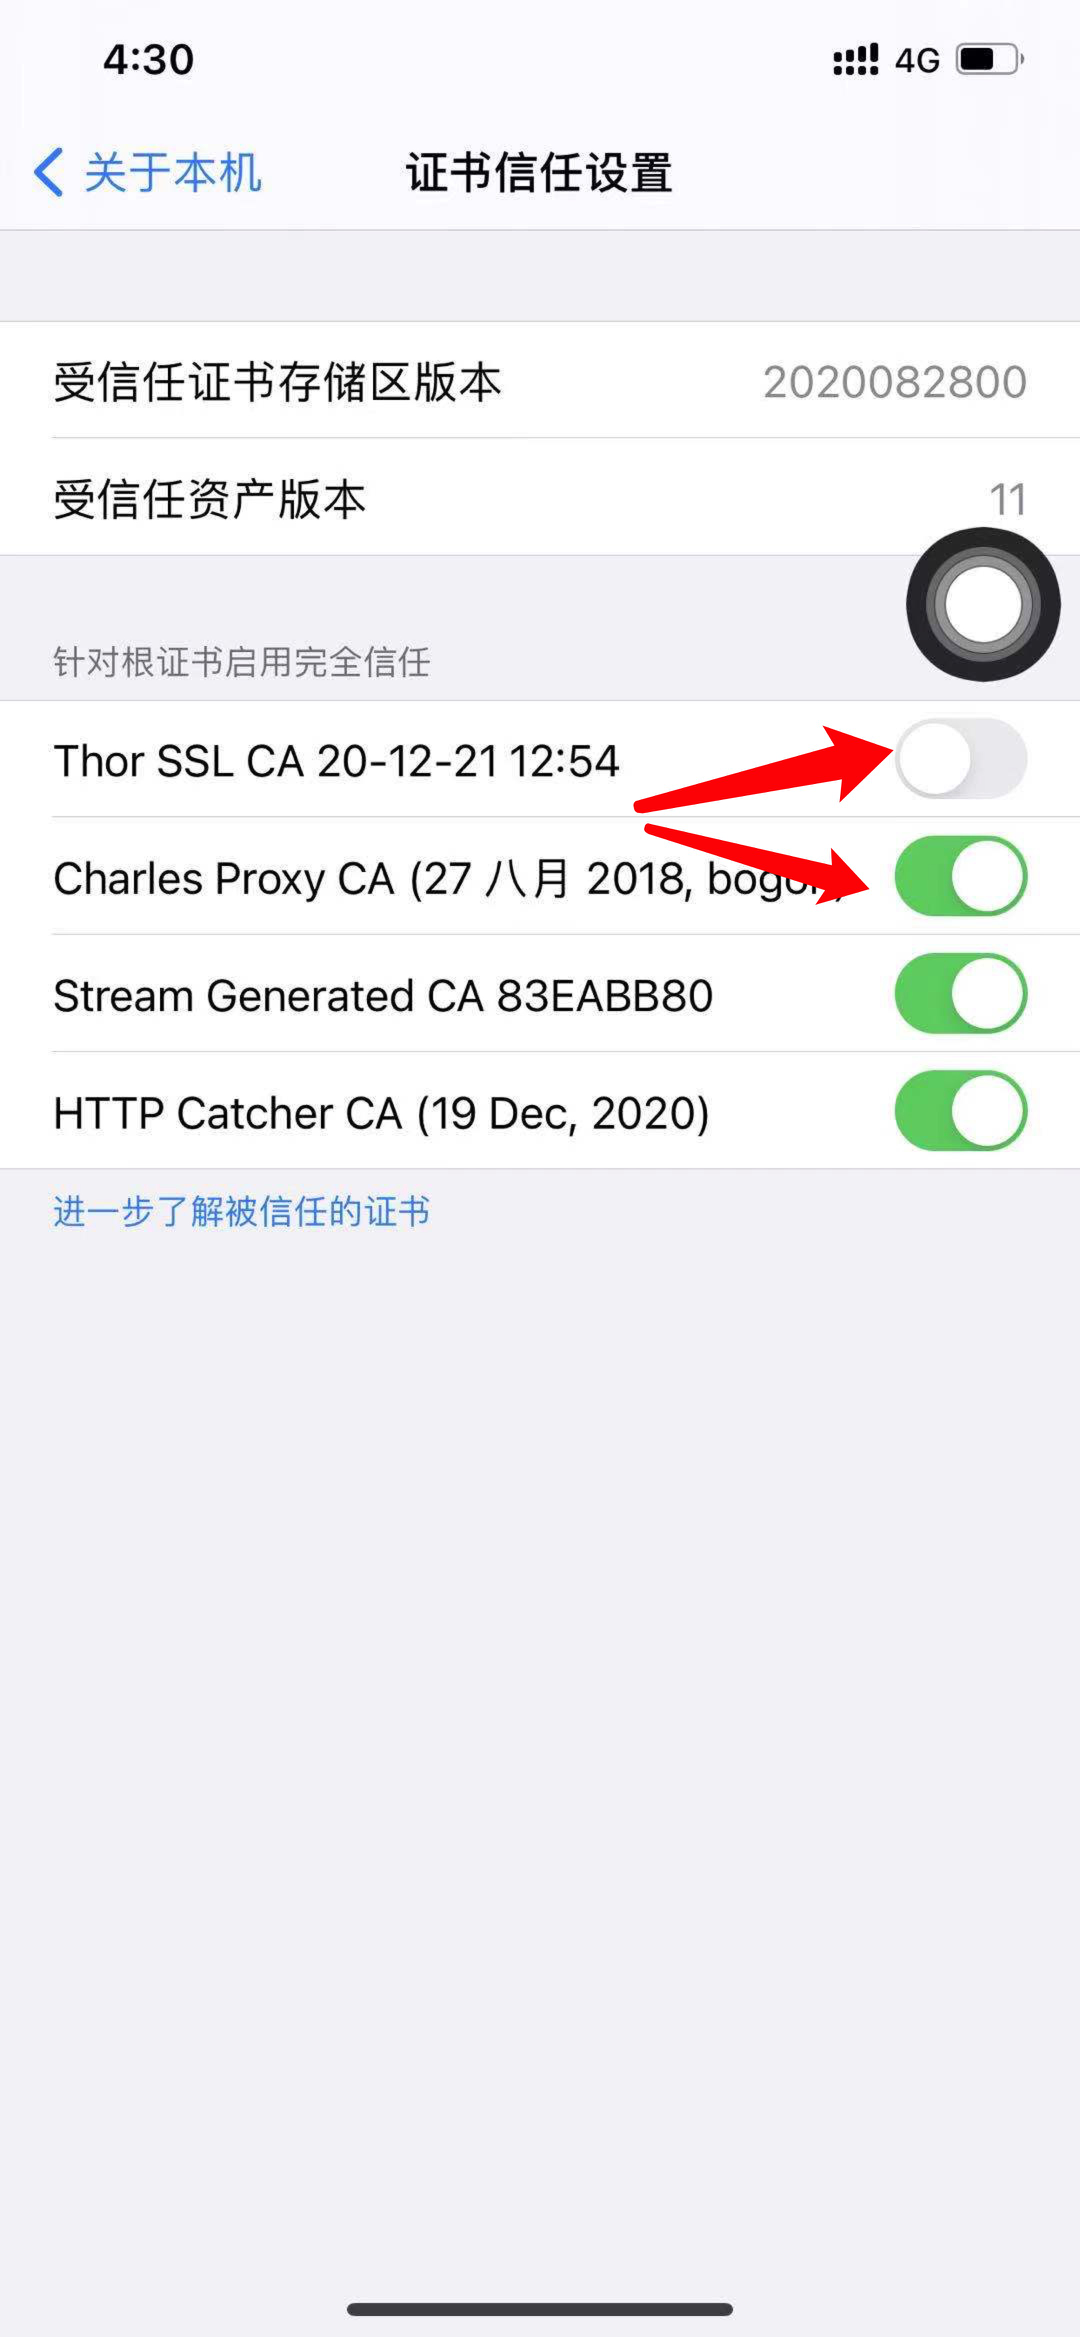 4:30
4G
关于本机
证书信任设置
受信任证书存储区版本 2020082800
受信任资产版本 11
针对根证书启用完全信任
Thor SSL CA 20-12-21 12:54
Charles Proxy CA (27 八月 2018,
Stream Generated CA 83EABB80
HTTP Catcher CA (19 Dec, 2020)
进一步了解被信任的证书